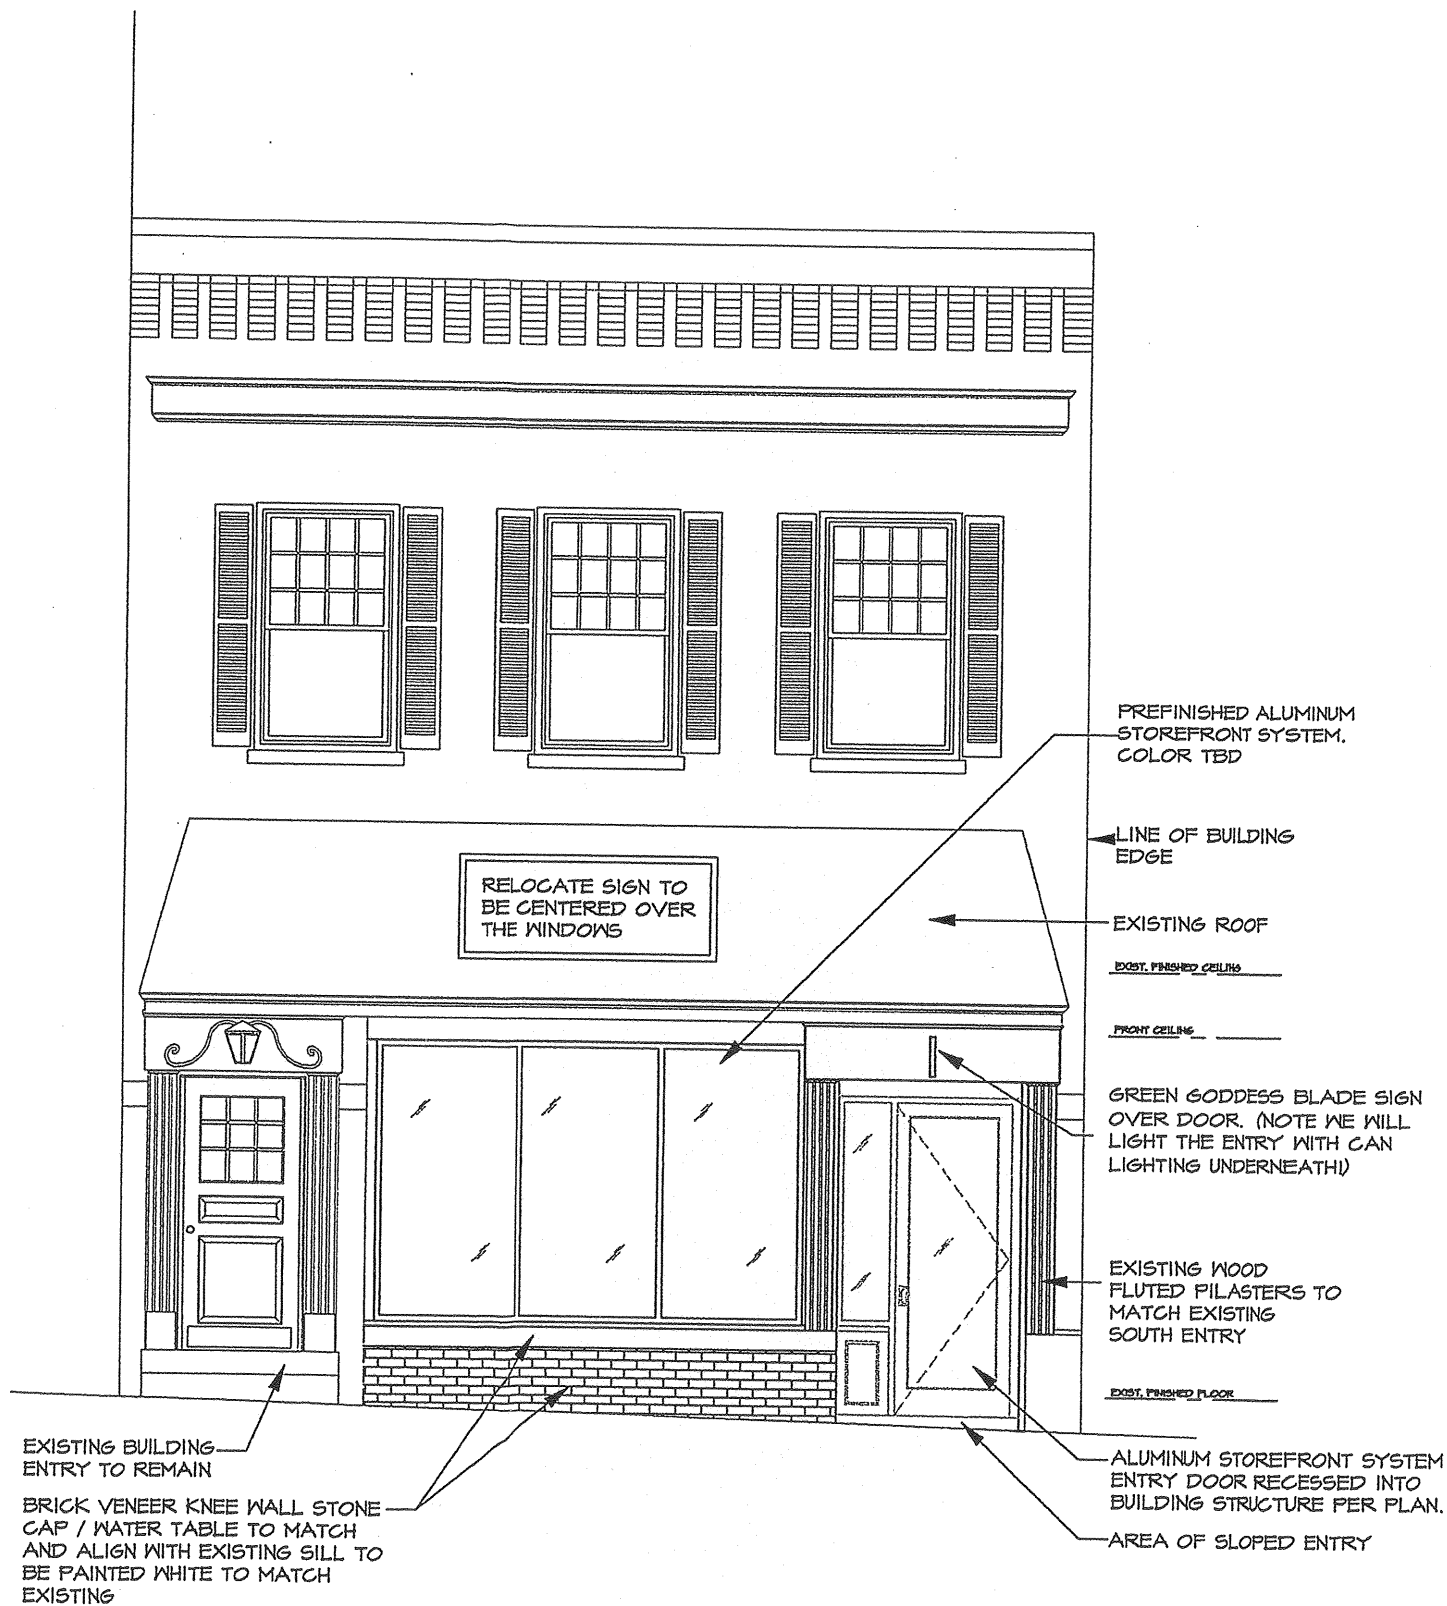 PREFINISHED ALUMINUM
STOREFRONT SYSTEM.
COLOR TBD
LINE OF BUILDING
EDGE
RELOCATE SIGN TO
BE CENTERED OVER
THE WINDOWS
EXISTING ROOF
EXIST. FINISHED CEILING
FRONT CEILING
GREEN GODDESS BLADE SIGN
OVER DOOR. (NOTE WE WILL
LIGHT THE ENTRY WITH CAN
LIGHTING UNDERNEATH!)
EXISTING WOOD
FLUTED PILASTERS TO
MATCH EXISTING
SOUTH ENTRY
EXIST. FINISHED FLOOR
EXISTING BUILDING
ENTRY TO REMAIN
BRICK VENEER KNEE WALL STONE
CAP / WATER TABLE TO MATCH
AND ALIGN WITH EXISTING SILL TO
BE PAINTED WHITE TO MATCH
EXISTING
ALUMINUM STOREFRONT SYSTEM
ENTRY DOOR RECESSED INTO
BUILDING STRUCTURE PER PLAN.
AREA OF SLOPED ENTRY